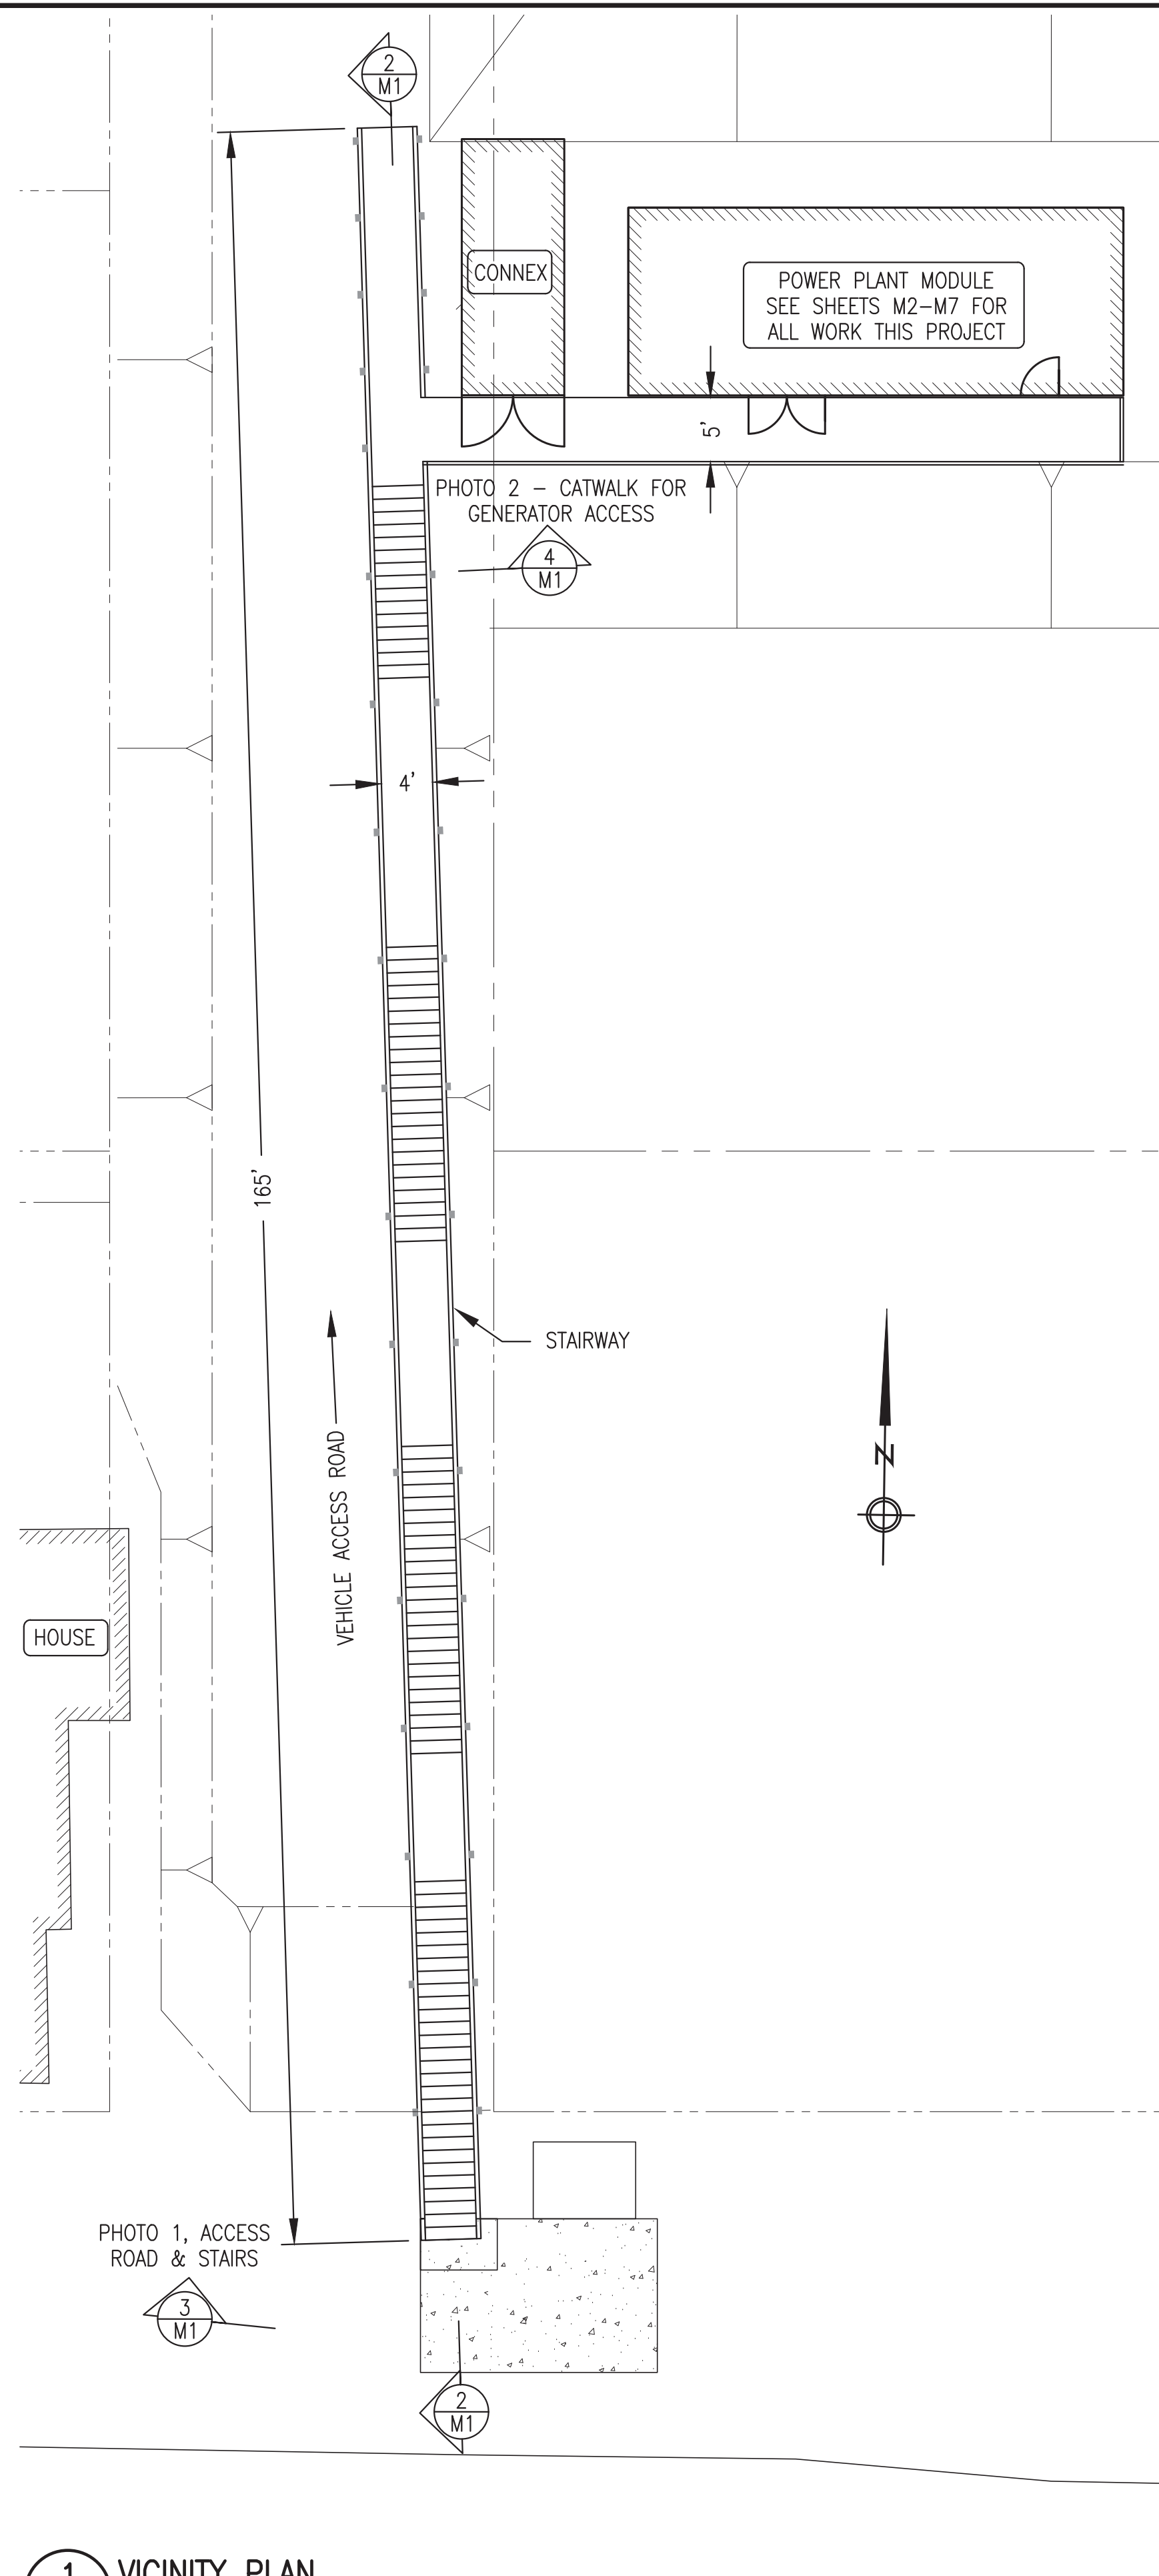 2
M1
CONNEX
POWER PLANT MODULE
SEE SHEETS M2-M7 FOR
ALL WORK THIS PROJECT
5'
PHOTO 2 - CATWALK FOR
GENERATOR ACCESS
4
M1
4'
165'
STAIRWAY
VEHICLE ACCESS ROAD
N
HOUSE
PHOTO 1, ACCESS
ROAD & STAIRS
3
M1
2
M1
1
VICINITY PLAN